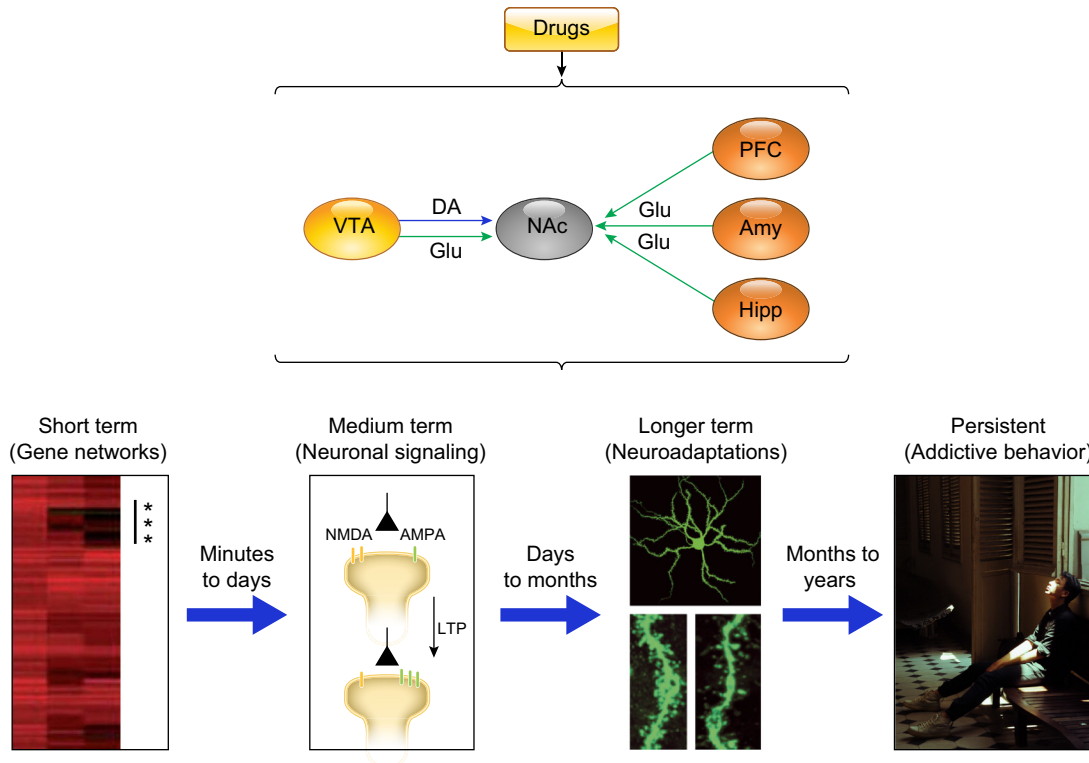 Drugs
PFC
DA
Glu
VTA
NAc
Amy
Glu
Glu
Hipp
Short term
(Gene networks)
Medium term
(Neuronal signaling)
Longer term
(Neuroadaptations)
Persistent
(Addictive behavior)
*
*
*
Minutes
to days
NMDA
AMPA
LTP
Days
to months
Months to
years